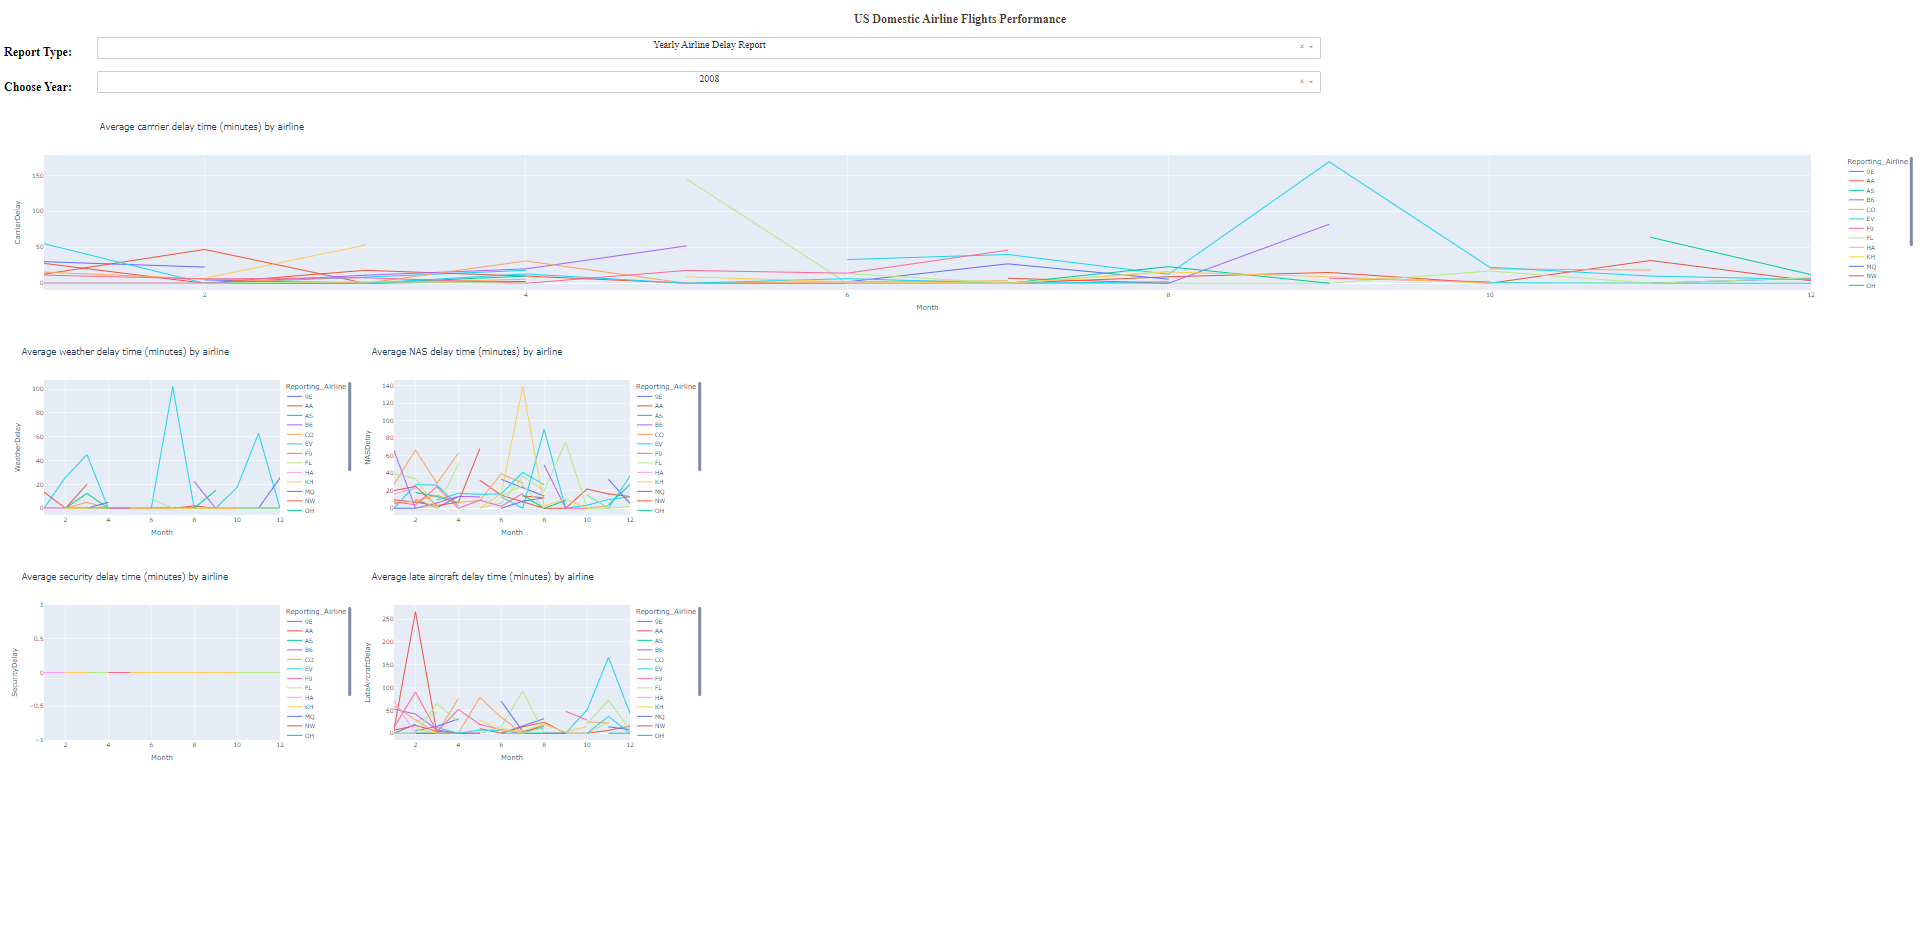 US Domestic Airline Flights Performance
Report Type:
Yearly Airline Delay Report
× 
Choose Year:
2008
×
Average carrrier delay time (minutes) by airline
CarrierDelay
150
100
50
0
2 4 6 8 10 12
Month
Reporting_Airline
9E
AA
AS
B6
CO
EV
F9
FL
HA
KH
MQ
NW
OH
Average weather delay time (minutes) by airline
WeatherDelay
100
80
60
40
20
0
2 4 6 8 10 12
Month
Reporting_Airline
9E
AA
AS
B6
CO
EV
F9
FL
HA
KH
MQ
NW
OH
Average NAS delay time (minutes) by airline
NASDelay
140
120
100
80
60
40
20
0
2 4 6 8 10 12
Month
Reporting_Airline
9E
AA
AS
B6
CO
EV
F9
FL
HA
KH
MQ
NW
OH
Average security delay time (minutes) by airline
SecurityDelay
1
0.5
0
−0.5
−1
2 4 6 8 10 12
Month
Reporting_Airline
9E
AA
AS
B6
CO
EV
F9
FL
HA
KH
MQ
NW
OH
Average late aircraft delay time (minutes) by airline
LateAircraftDelay
250
200
150
100
50
0
2 4 6 8 10 12
Month
Reporting_Airline
9E
AA
AS
B6
CO
EV
F9
FL
HA
KH
MQ
NW
OH